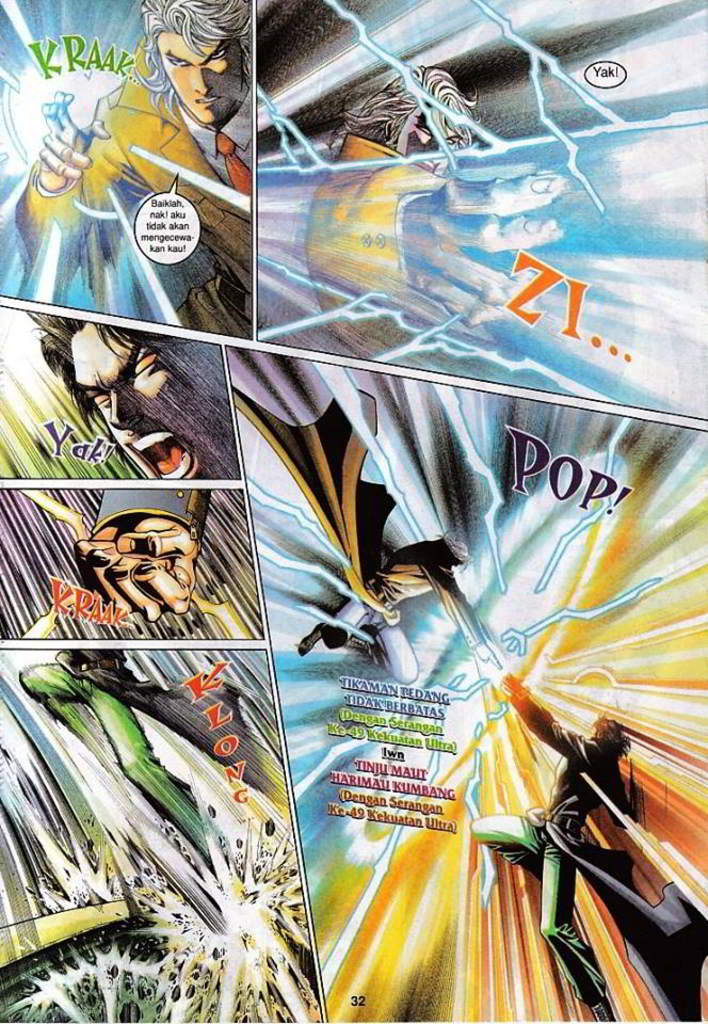 KRAAK...
Baiklah,
nak! aku
tidak akan
mengecewa-
kan kau!
Yak!
ZI...
Yak!
KRAAK
KLONG
POP!
TIKAMAN PEDANG
TIDAK BERBATAS
(Dengan Serangan
Ke-49 Kekuatan Ultra)
lwn
TINJU MAUT
HARIMAU KUMBANG
(Dengan Serangan
Ke-49 Kekuatan Ultra)
32